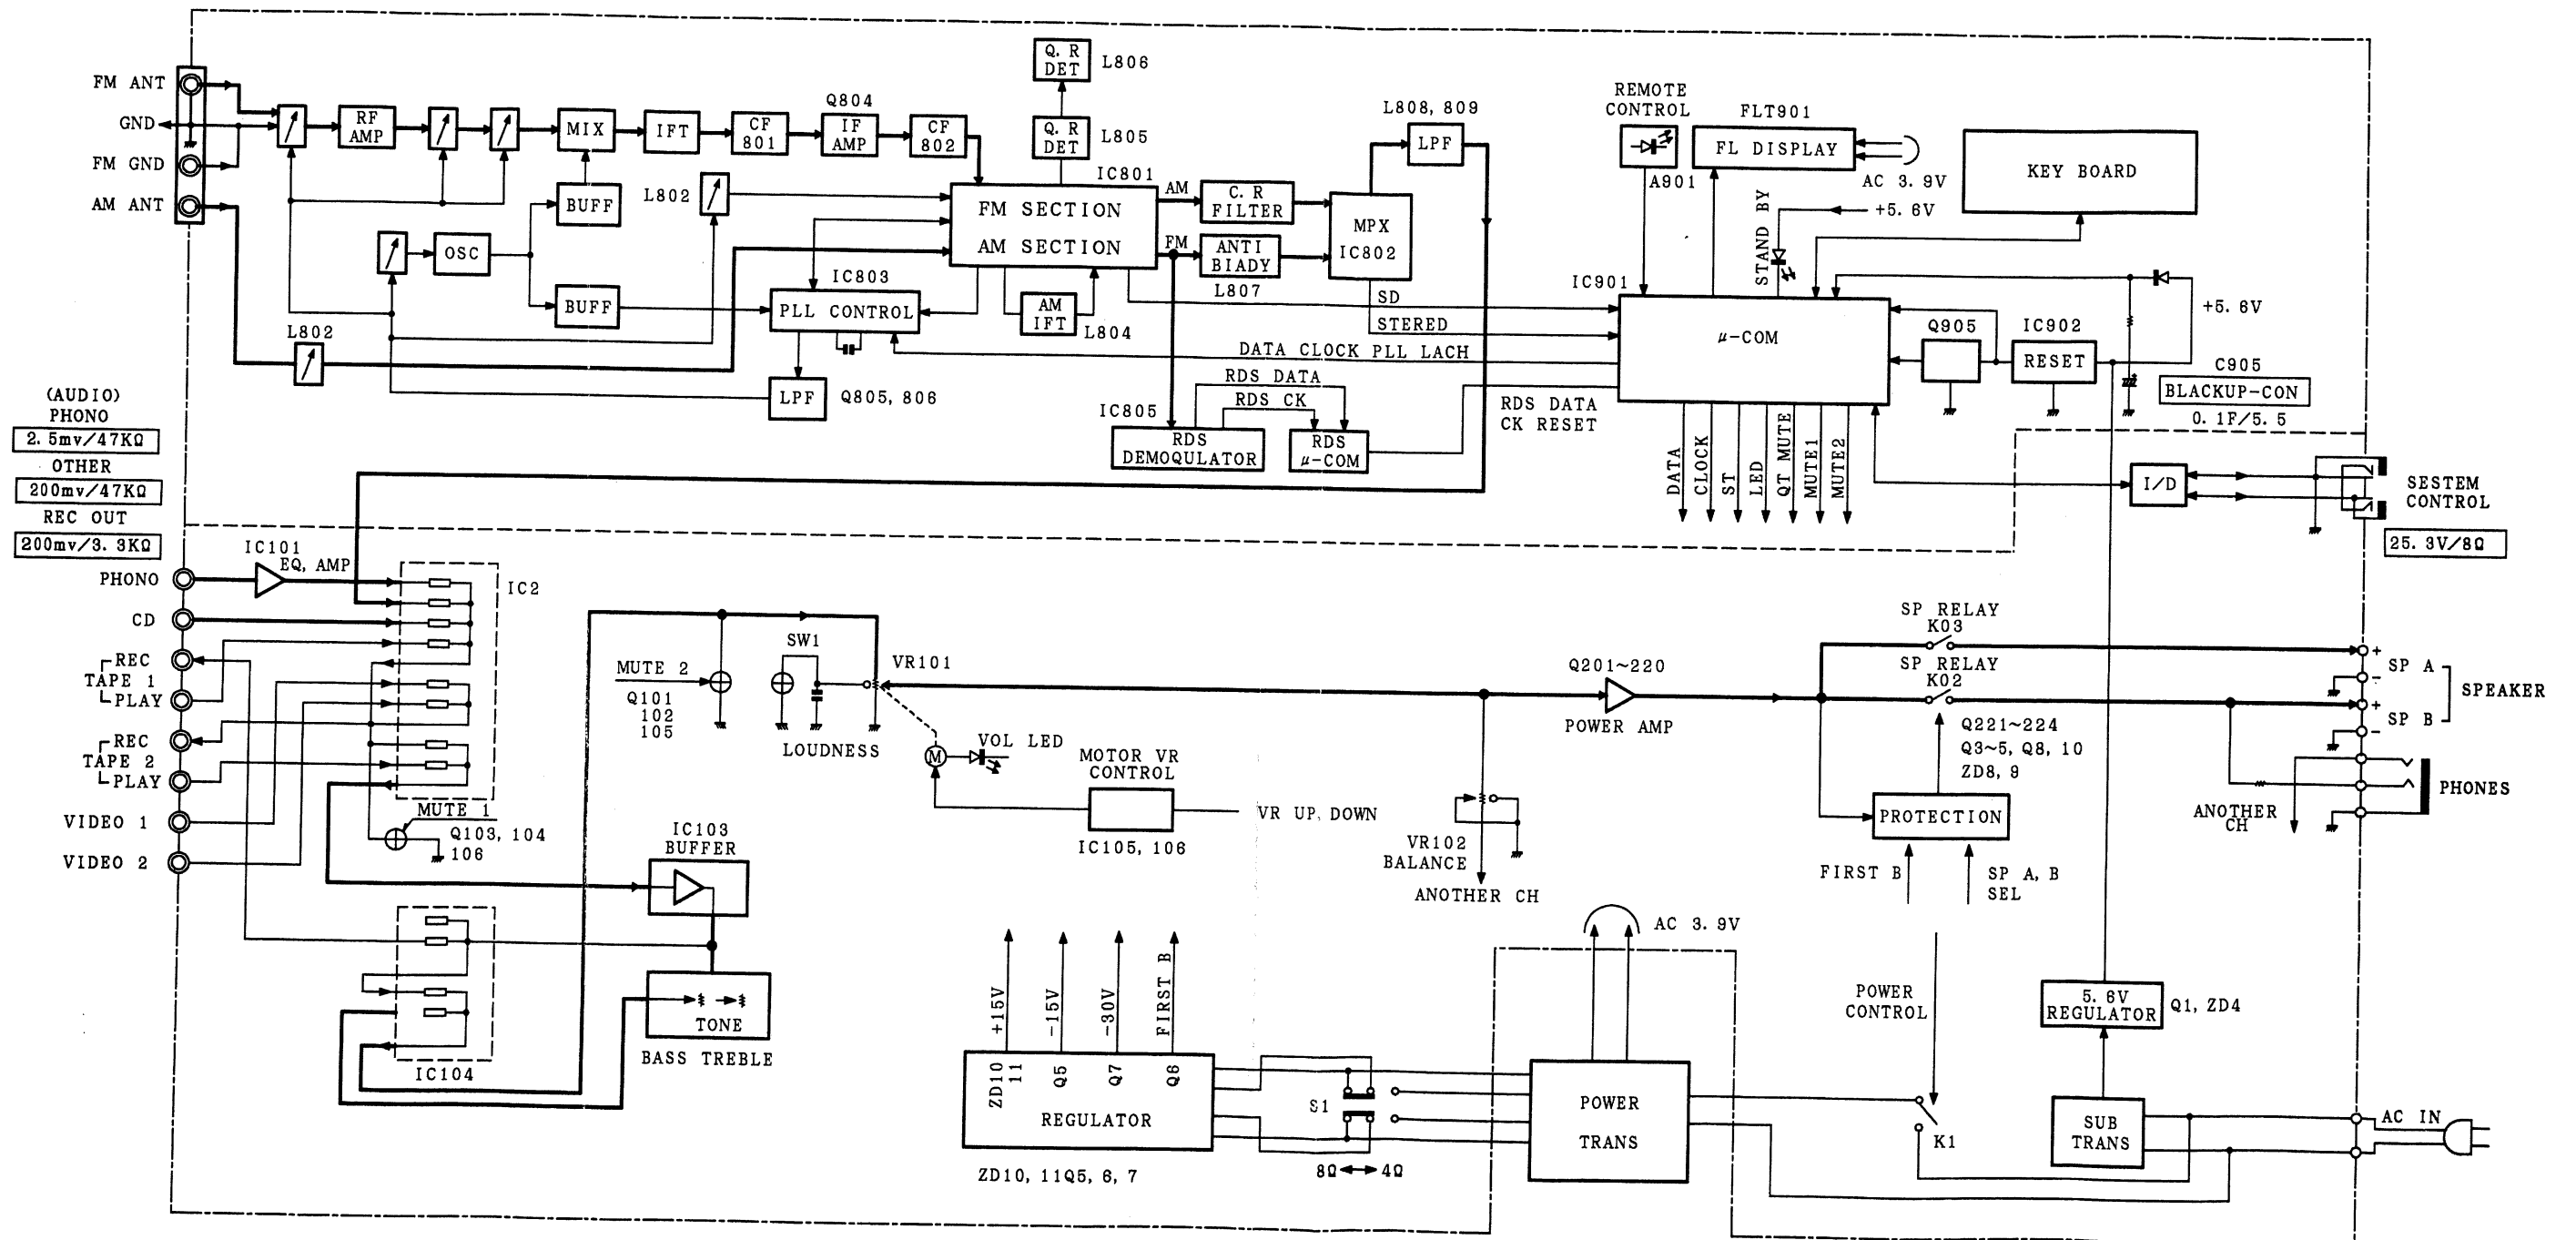 FM ANT
GND
FM GND
AM ANT
RF
AMP
MIX
IFT
CF
801
Q804
IF
AMP
CF
802
Q. R
DET
L806
Q. R
DET
L805
L808, 809
LPF
REMOTE
CONTROL
A901
FLT901
FL DISPLAY
AC 3. 9V
KEY BOARD
BUFF
L802
IC801
FM SECTION
AM SECTION
AM
C. R
FILTER
FM
ANTI
BIADY
L807
MPX
IC802
STAND BY
+5. 6V
OSC
BUFF
IC803
PLL CONTROL
AM
IFT
L804
SD
STERED
DATA CLOCK PLL LACH
IC901
μ-COM
Q905
IC902
RESET
+5. 6V
C905
BLACKUP-CON
0. 1F/5. 5
L802
LPF
Q805, 806
RDS DATA
RDS CK
IC805
RDS
DEMOQULATOR
RDS
μ-COM
RDS DATA
CK RESET
DATA
CLOCK
ST
LED
QT MUTE
MUTE1
MUTE2
I/D
SESTEM
CONTROL
25. 3V/8Ω
(AUDIO)
PHONO
2. 5mv/47KΩ
OTHER
200mv/47KΩ
REC OUT
200mv/3. 3KΩ
IC101
EQ, AMP
PHONO
CD
REC
TAPE 1
PLAY
REC
TAPE 2
PLAY
VIDEO 1
VIDEO 2
IC2
MUTE 1
Q103, 104
106
MUTE 2
Q101
102
105
SW1
LOUDNESS
VR101
M
VOL LED
MOTOR VR
CONTROL
IC105, 106
VR UP, DOWN
IC103
BUFFER
TONE
BASS TREBLE
IC104
VR102
BALANCE
ANOTHER CH
Q201~220
POWER AMP
SP RELAY
K03
SP RELAY
K02
Q221~224
Q3~5, Q8, 10
ZD8, 9
PROTECTION
FIRST B
SP A, B
SEL
+
SP A
-
+
SP B
-
SPEAKER
PHONES
ANOTHER
CH
+15V
-15V
-30V
FIRST B
ZD10
11
Q5
Q7
Q6
REGULATOR
ZD10, 11Q5, 6, 7
S1
8Ω
4Ω
AC 3. 9V
POWER
TRANS
POWER
CONTROL
K1
5. 6V
REGULATOR
Q1, ZD4
SUB
TRANS
AC IN